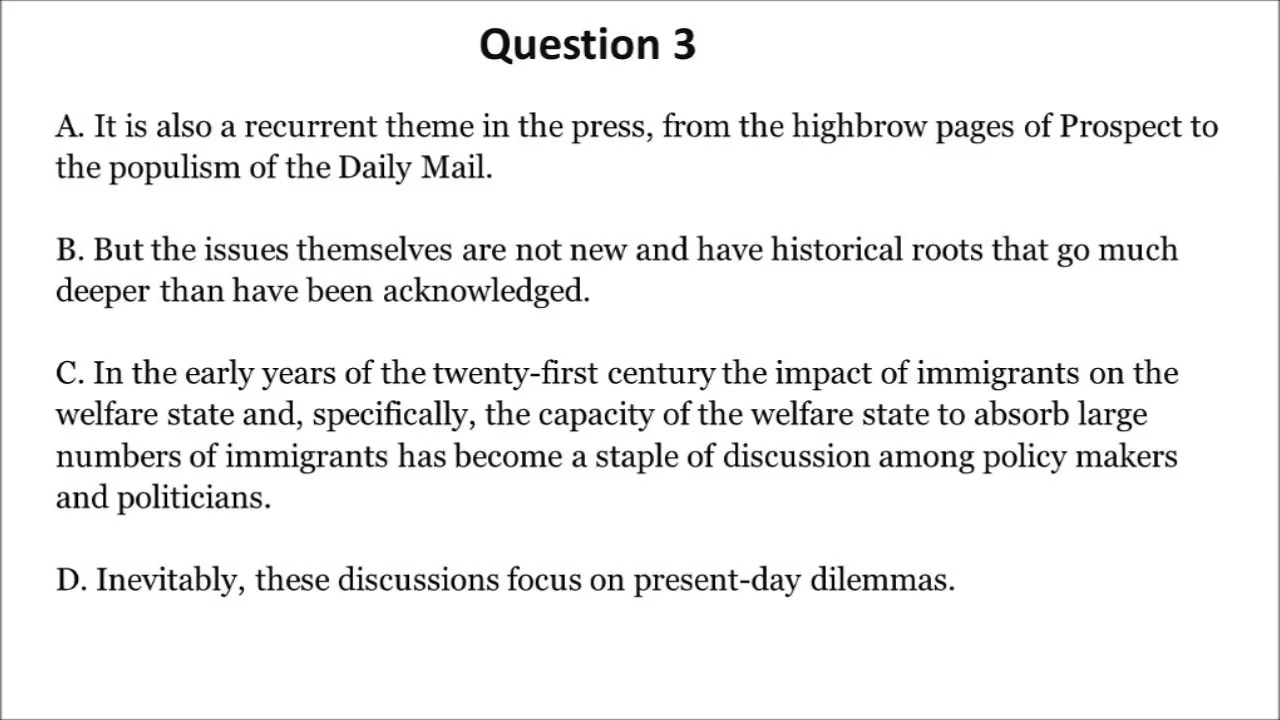 Question 3
A. It is also a recurrent theme in the press, from the highbrow pages of Prospect to
the populism of the Daily Mail.
B. But the issues themselves are not new and have historical roots that go much
deeper than have been acknowledged.
C. In the early years of the twenty-first century the impact of immigrants on the
welfare state and, specifically, the capacity of the welfare state to absorb large
numbers of immigrants has become a staple of discussion among policy makers
and politicians.
D. Inevitably, these discussions focus on present-day dilemmas.